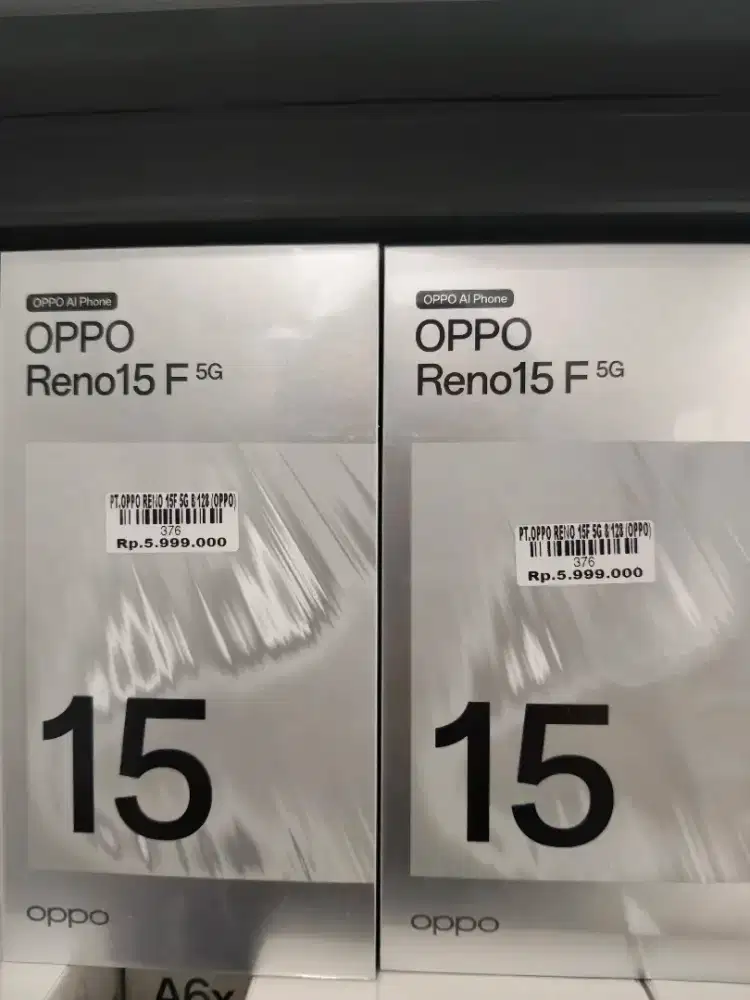 OPPO AI Phone
OPPO
Reno15 F 5G
PT.OPPO RENO 15F 5G 8/128 (OPPO)
376
Rp.5.999.000
15
oppo
OPPO AI Phone
OPPO
Reno15 F 5G
PT.OPPO RENO 15F 5G 8/128 (OPPO)
376
Rp.5.999.000
15
oppo
A6x